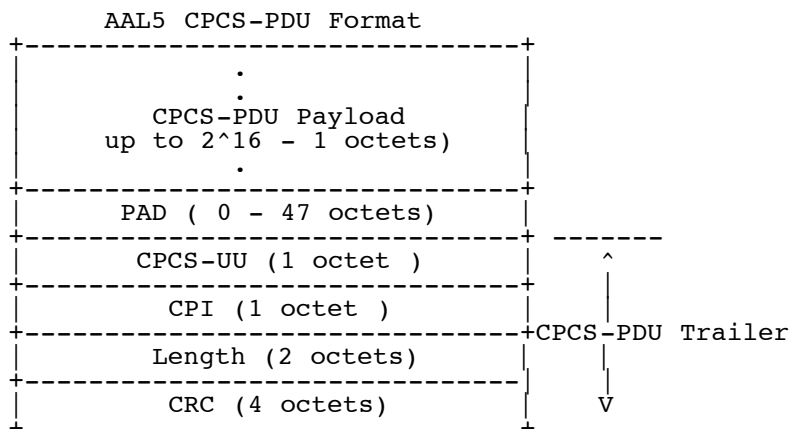 AAL5 CPCS-PDU Format
+-------------------------------+
| . |
| . |
| CPCS-PDU Payload |
| up to 2^16 - 1 octets) |
| . |
+-------------------------------+
| PAD ( 0 - 47 octets) |
+-------------------------------+ -------
| CPCS-UU (1 octet ) | ^
+-------------------------------+ |
| CPI (1 octet ) | |
+-------------------------------+CPCS-PDU Trailer
| Length (2 octets) | |
+-------------------------------| |
| CRC (4 octets) | V
+ +